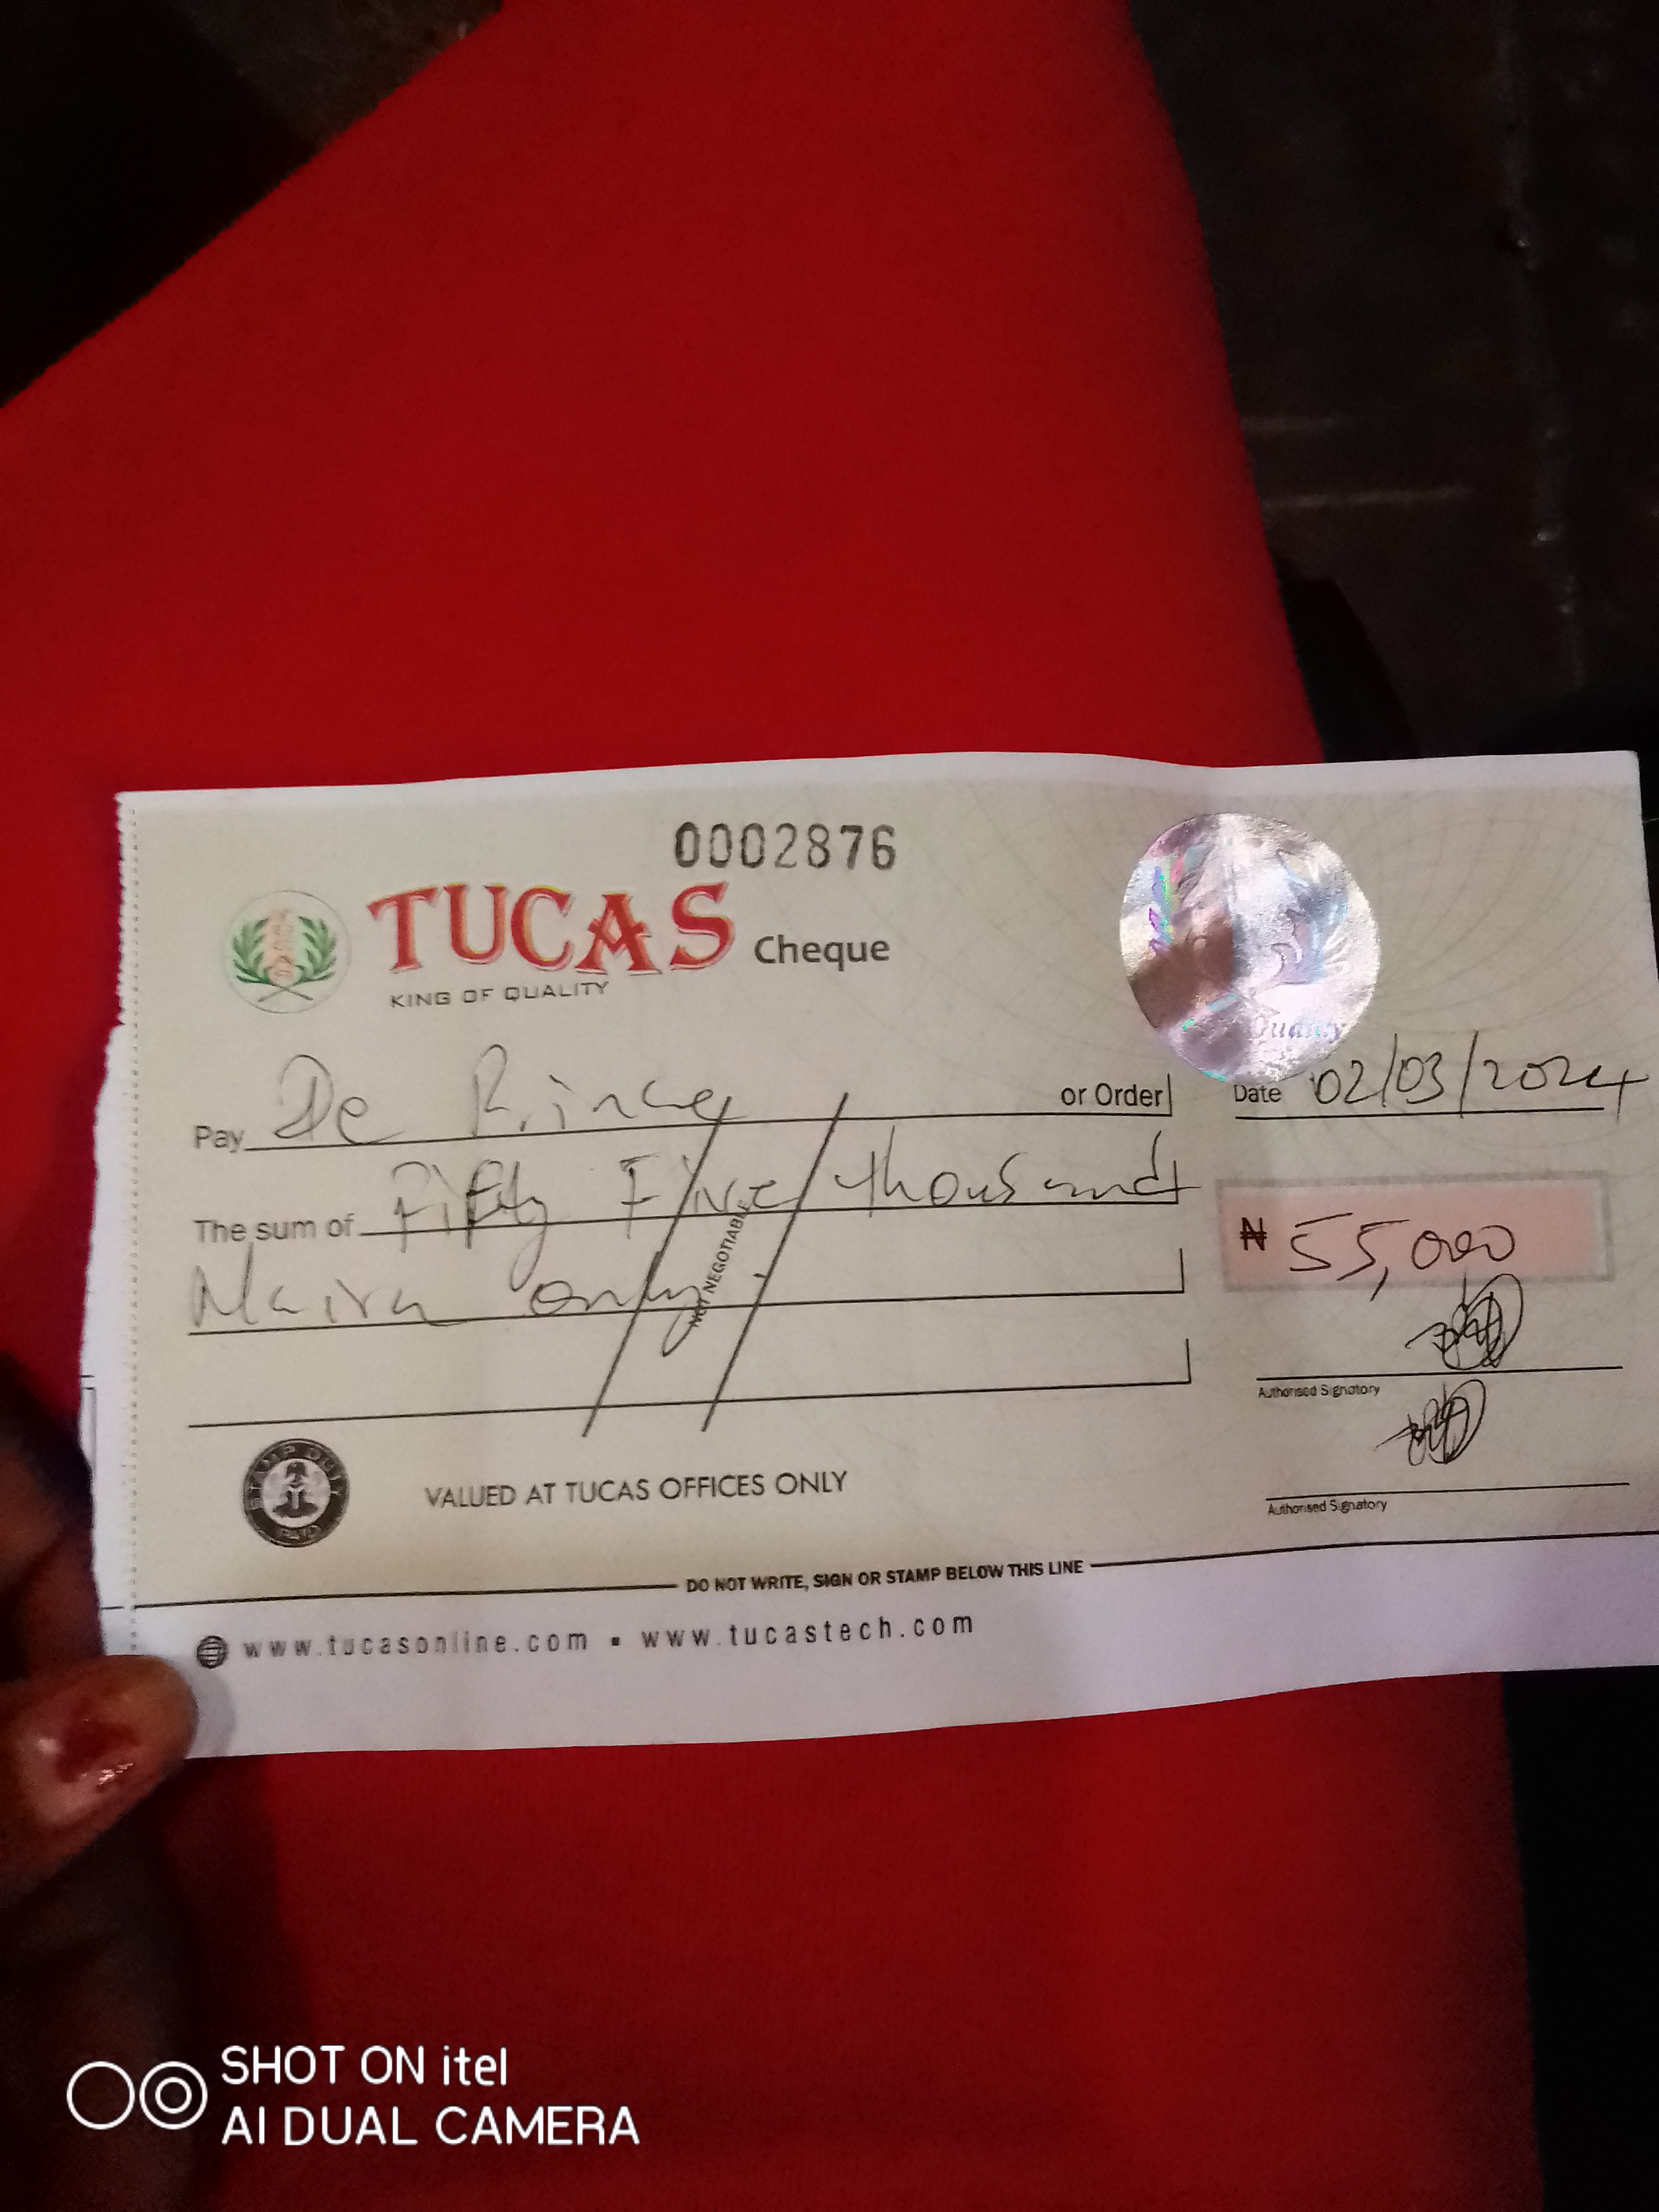 0002876
TUCAS Cheque
KING OF QUALITY
Pay De Prince or Order
Date 02/03/2024
The sum of Fifty Five thousand
Naira only.
₦ 55,000
NOT NEGOTIABLE
Authorised Signatory
Authorised Signatory
STAMP DUTY
PAID
VALUED AT TUCAS OFFICES ONLY
DO NOT WRITE, SIGN OR STAMP BELOW THIS LINE
www.tucasonline.com ▪ www.tucastech.com
SHOT ON itel
AI DUAL CAMERA